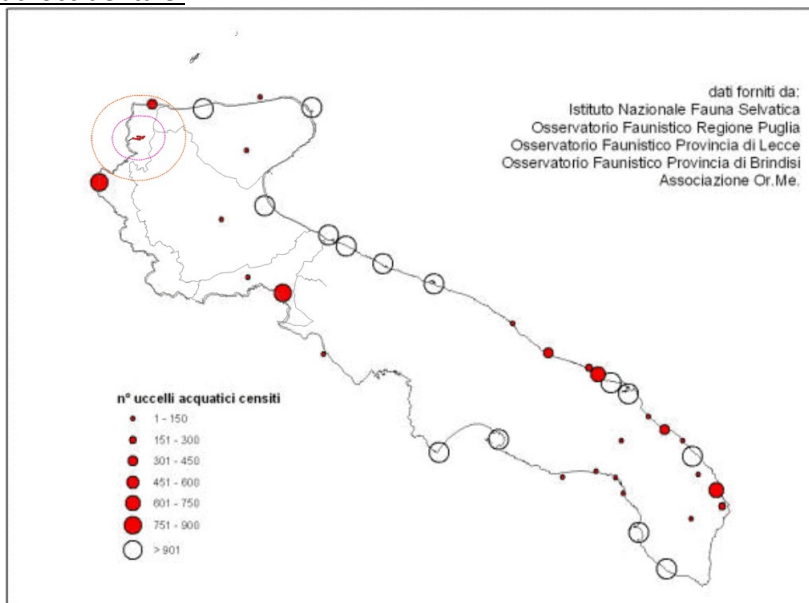 dati forniti da:
Istituto Nazionale Fauna Selvatica
Osservatorio Faunistico Regione Puglia
Osservatorio Faunistico Provincia di Lecce
Osservatorio Faunistico Provincia di Brindisi
Associazione Or.Me.
n° uccelli acquatici censiti
1 - 150
151 - 300
301 - 450
451 - 600
601 - 750
751 - 900
> 901